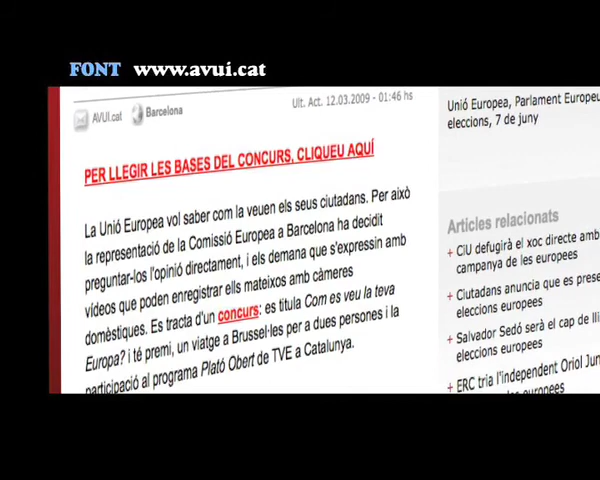 FONT www.avui.cat
AVUI.cat Barcelona Ult. Act. 12.03.2009 - 01:46 hs
PER LLEGIR LES BASES DEL CONCURS, CLIQUEU AQUÍ
La Unió Europea vol saber com la veuen els seus ciutadans. Per això
la representació de la Comissió Europea a Barcelona ha decidit
preguntar-los l'opinió directament, i els demana que s'expressin amb
vídeos que poden enregistrar ells mateixos amb càmeres
domèstiques. Es tracta d'un concurs: es titula Com es veu la teva
Europa? i té premi, un viatge a Brussel·les per a dues persones i la
participació al programa Plató Obert de TVE a Catalunya.
Unió Europea, Parlament Europeu
eleccions, 7 de juny
Articles relacionats
+ CiU defugirà el xoc directe amb
campanya de les europees
+ Ciutadans anuncia que es prese
eleccions europees
+ Salvador Sedó serà el cap de lli
eleccions europees
+ ERC tria l'independent Oriol Jun
les europees